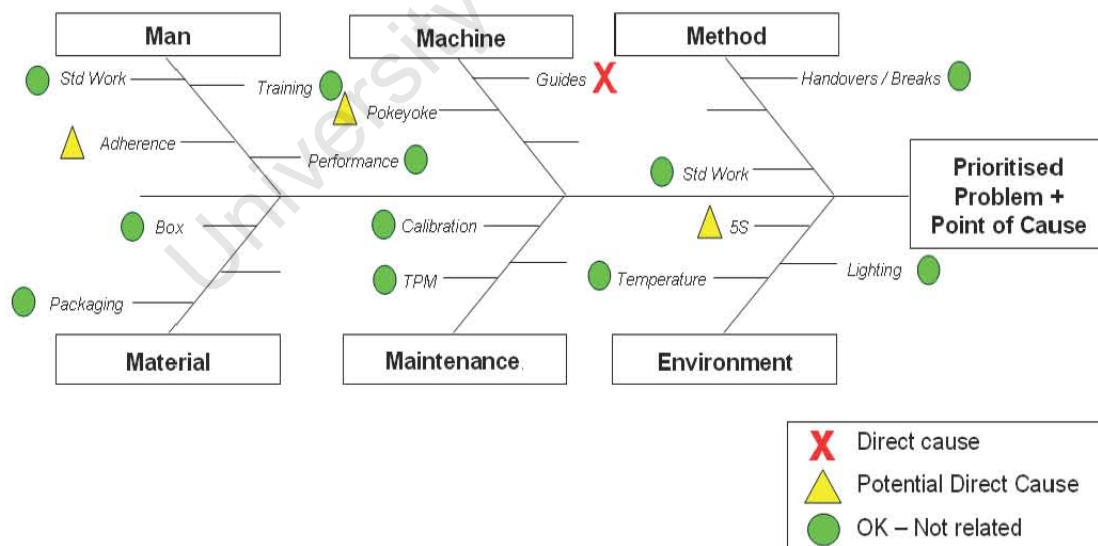 Man
Machine
Method
Std Work
Training
Guides
Handovers / Breaks
Pokeyoke
Adherence
Performance
Std Work
Prioritised
Problem +
Point of Cause
Box
Calibration
5S
Lighting
Packaging
TPM
Temperature
Material
Maintenance.
Environment
X Direct cause
Potential Direct Cause
OK – Not related
University